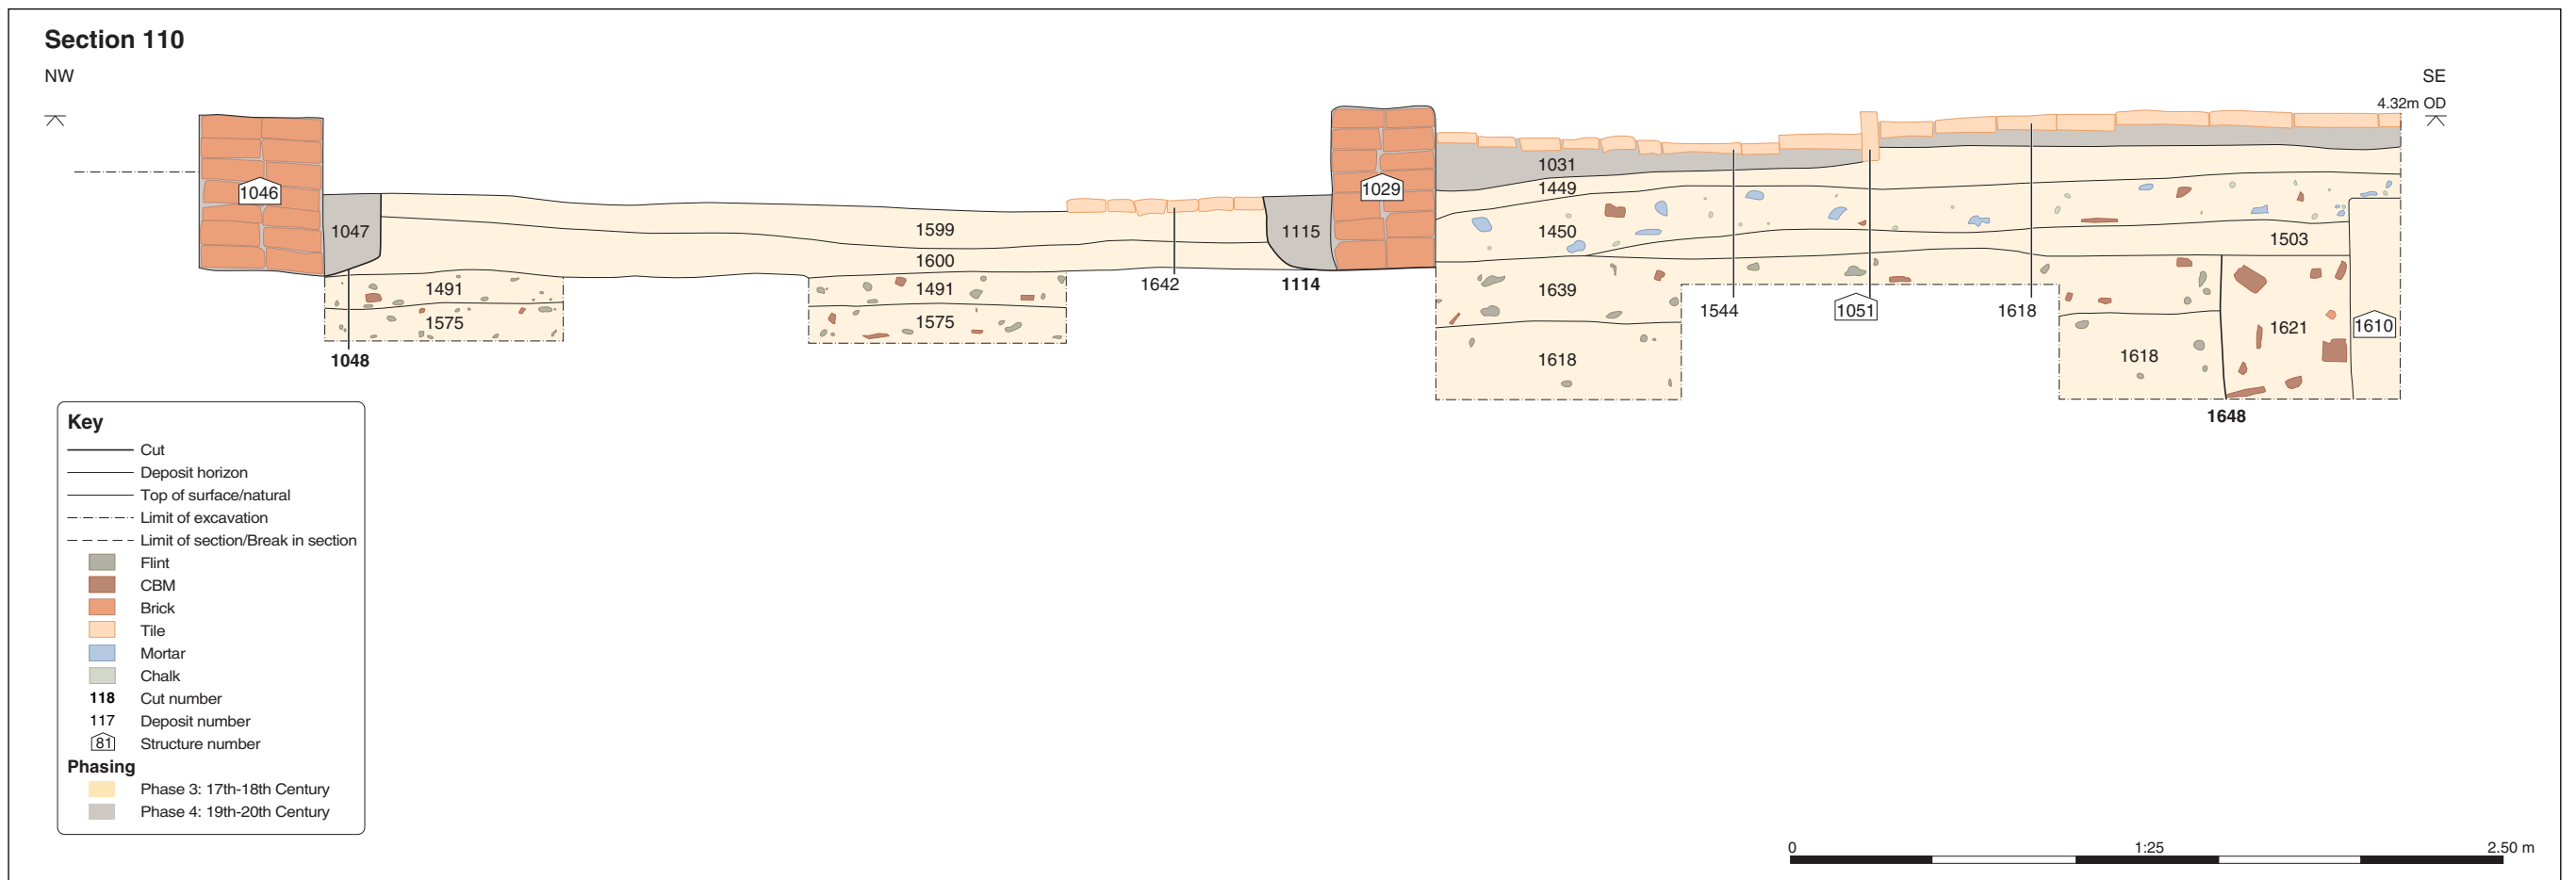 Section 110
NW
SE
4.32m OD
1046
1047
1048
1599
1600
1491
1575
1491
1575
1642
1115
1114
1029
1031
1449
1450
1503
1639
1618
1544
1051
1618
1618
1621
1610
1648
Key
Cut
Deposit horizon
Top of surface/natural
Limit of excavation
Limit of section/Break in section
Flint
CBM
Brick
Tile
Mortar
Chalk
118 Cut number
117 Deposit number
81 Structure number
Phasing
Phase 3: 17th-18th Century
Phase 4: 19th-20th Century
0 1:25 2.50 m